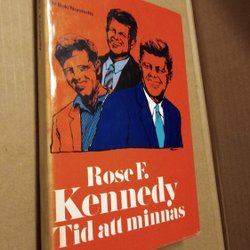 Rose F.
Kennedy
Tid att minnas